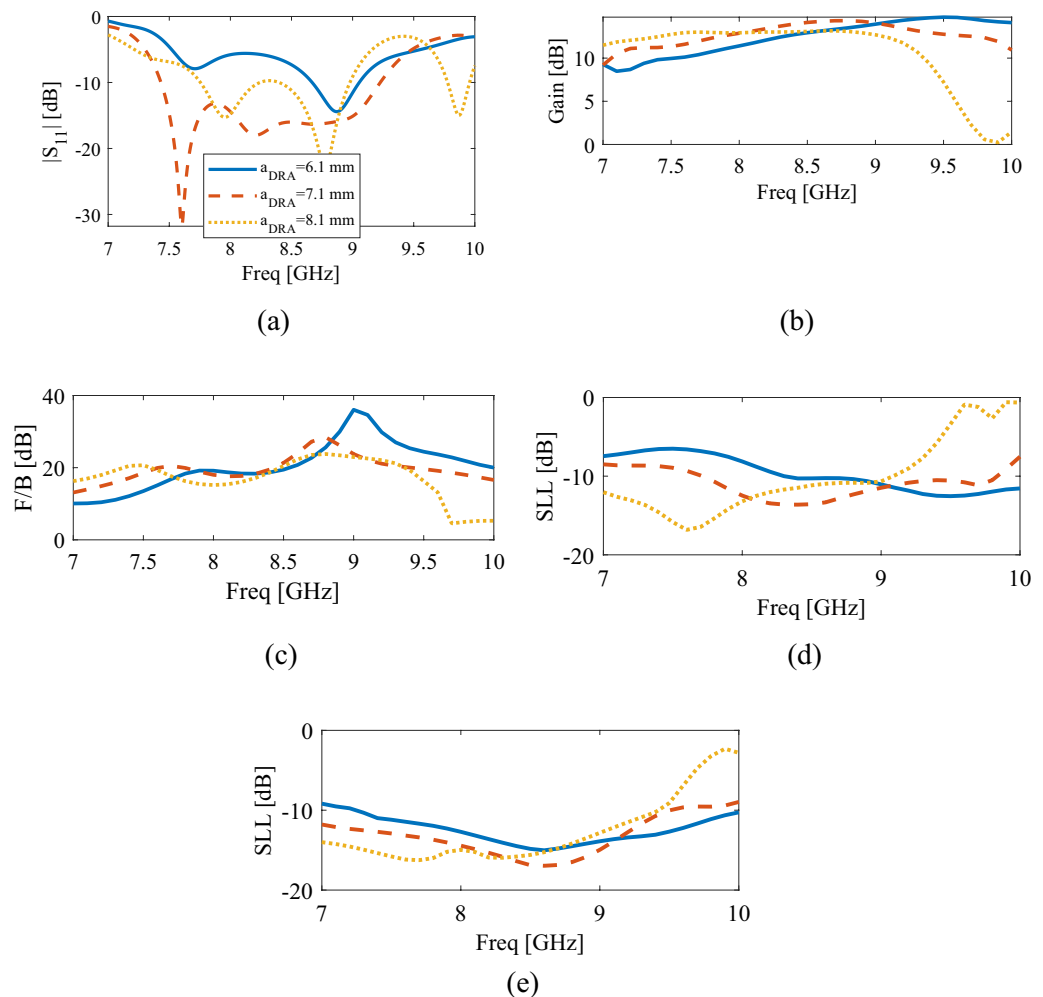 0
-10
-20
-30
|S11| [dB]
aDRA=6.1 mm
aDRA=7.1 mm
aDRA=8.1 mm
7 7.5 8 8.5 9 9.5 10
Freq [GHz]
(a)
10
5
0
Gain [dB]
7 7.5 8 8.5 9 9.5 10
Freq [GHz]
(b)
40
20
0
F/B [dB]
7 7.5 8 8.5 9 9.5 10
Freq [GHz]
(c)
0
-10
-20
SLL [dB]
7 8 9 10
Freq [GHz]
(d)
0
-10
-20
SLL [dB]
7 8 9 10
Freq [GHz]
(e)